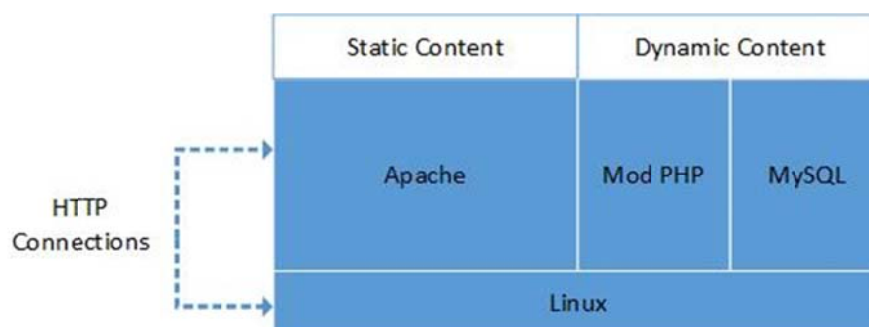 Static Content
Dynamic Content
Apache
Mod PHP
MySQL
HTTP
Connections
Linux